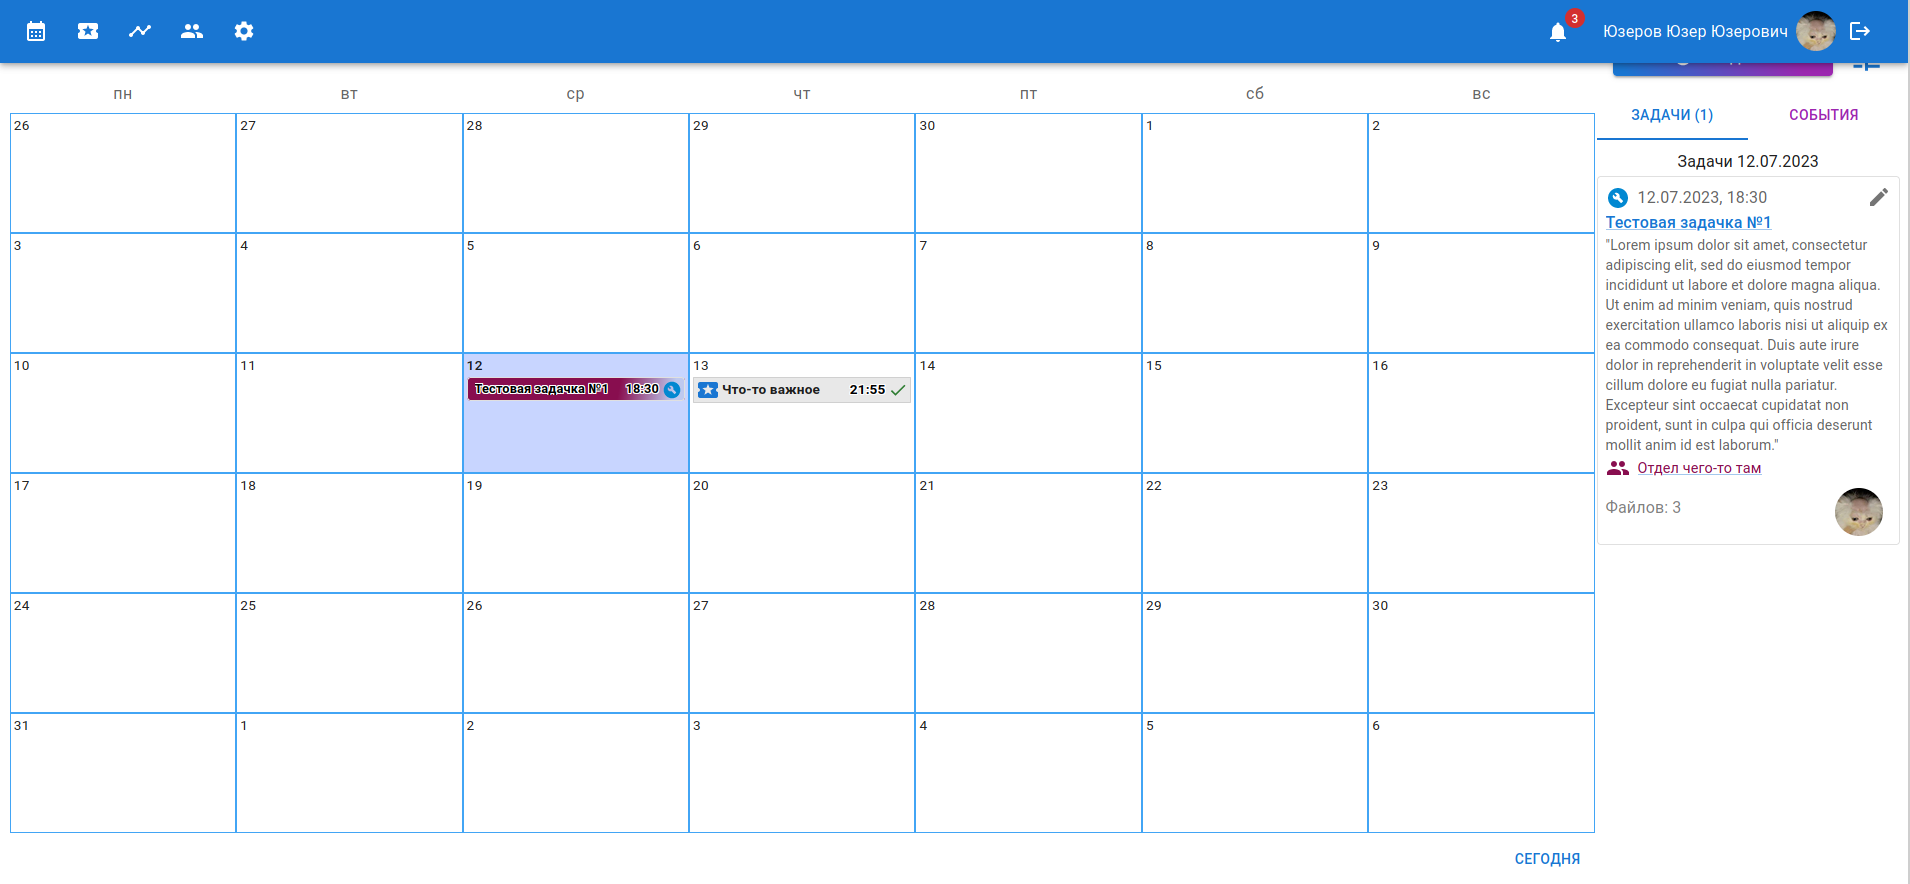 3
Юзеров Юзер Юзерович
пн вт ср чт пт сб вс
26 27 28 29 30 1 2
3 4 5 6 7 8 9
10 11 12 13 14 15 16
Тестовая задачка №1 18:30
Что-то важное 21:55
17 18 19 20 21 22 23
24 25 26 27 28 29 30
31 1 2 3 4 5 6
СЕГОДНЯ
ЗАДАЧИ (1) СОБЫТИЯ
Задачи 12.07.2023
12.07.2023, 18:30
Тестовая задачка №1
"Lorem ipsum dolor sit amet, consectetur
adipiscing elit, sed do eiusmod tempor
incididunt ut labore et dolore magna aliqua.
Ut enim ad minim veniam, quis nostrud
exercitation ullamco laboris nisi ut aliquip ex
ea commodo consequat. Duis aute irure
dolor in reprehenderit in voluptate velit esse
cillum dolore eu fugiat nulla pariatur.
Excepteur sint occaecat cupidatat non
proident, sunt in culpa qui officia deserunt
mollit anim id est laborum."
Отдел чего-то там
Файлов: 3